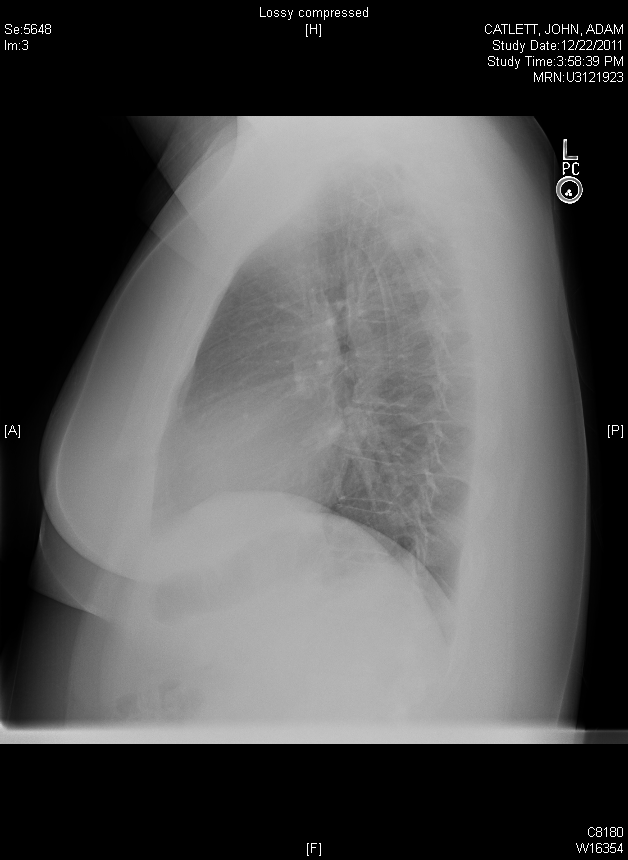 Lossy compressed
[H]
Se:5648
Im:3
CATLETT, JOHN, ADAM
Study Date:12/22/2011
Study Time:3:58:39 PM
MRN:U3121923
L
PC
[A]
[P]
[F]
C8180
W16354